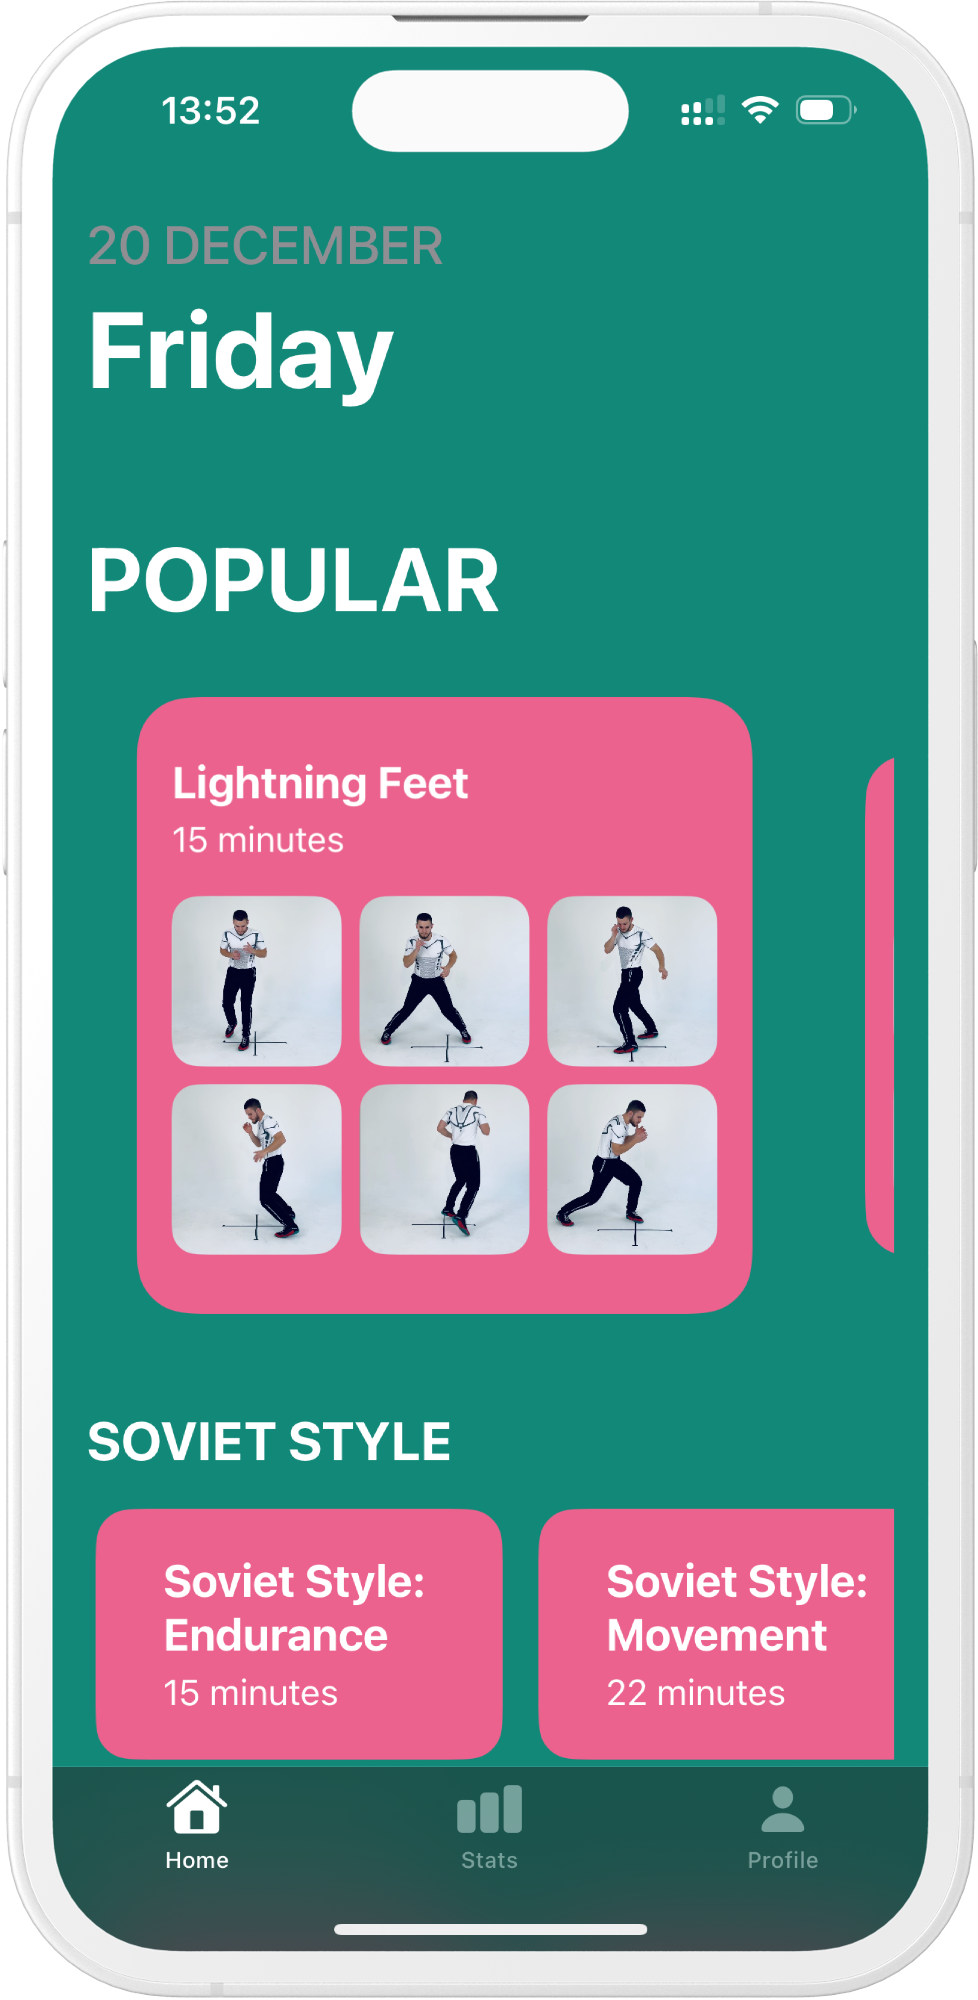 13:52
20 DECEMBER
Friday
POPULAR
Lightning Feet
15 minutes
SOVIET STYLE
Soviet Style:
Endurance
15 minutes
Soviet Style:
Movement
22 minutes
Home
Stats
Profile